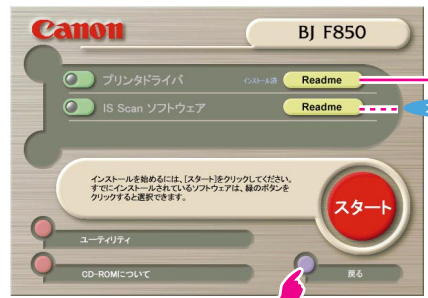 Canon
BJ F850
プリンタドライバ インストール済 Readme
IS Scan ソフトウェア Readme
インストールを始めるには、[スタート]をクリックしてください。
すでにインストールされているソフトウェアは、緑のボタンを
クリックすると選択できます。
スタート
ユーティリティ
CD-ROMについて
戻る